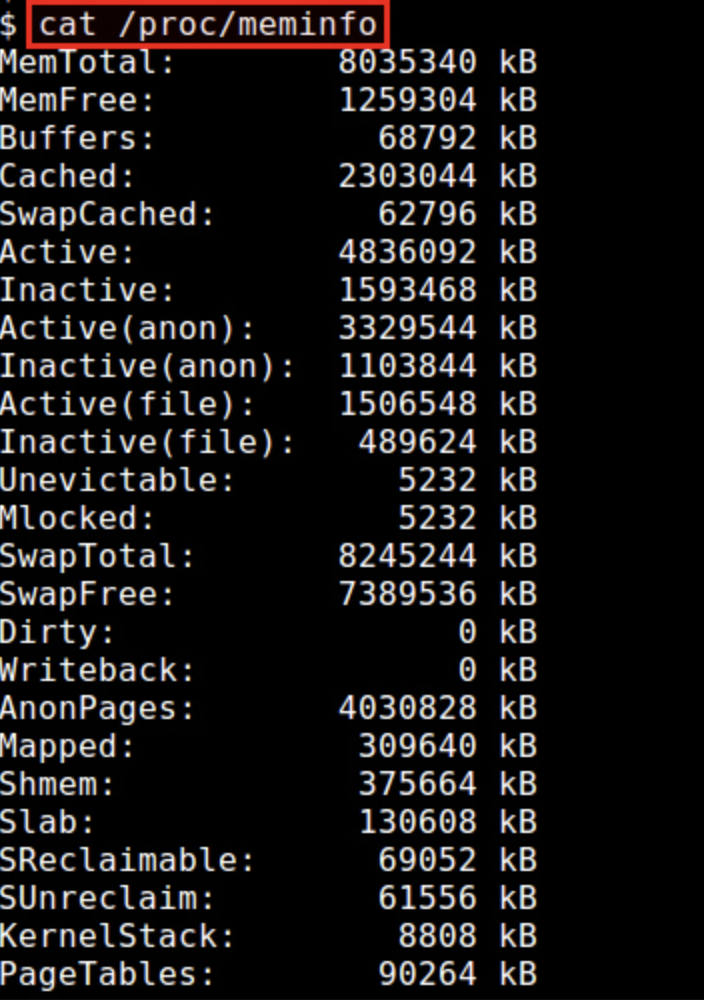 $ cat /proc/meminfo
MemTotal:        8035340 kB
MemFree:         1259304 kB
Buffers:           68792 kB
Cached:          2303044 kB
SwapCached:        62796 kB
Active:          4836092 kB
Inactive:        1593468 kB
Active(anon):    3329544 kB
Inactive(anon):  1103844 kB
Active(file):    1506548 kB
Inactive(file):   489624 kB
Unevictable:        5232 kB
Mlocked:            5232 kB
SwapTotal:       8245244 kB
SwapFree:        7389536 kB
Dirty:                 0 kB
Writeback:             0 kB
AnonPages:       4030828 kB
Mapped:           309640 kB
Shmem:            375664 kB
Slab:             130608 kB
SReclaimable:      69052 kB
SUnreclaim:        61556 kB
KernelStack:        8808 kB
PageTables:        90264 kB